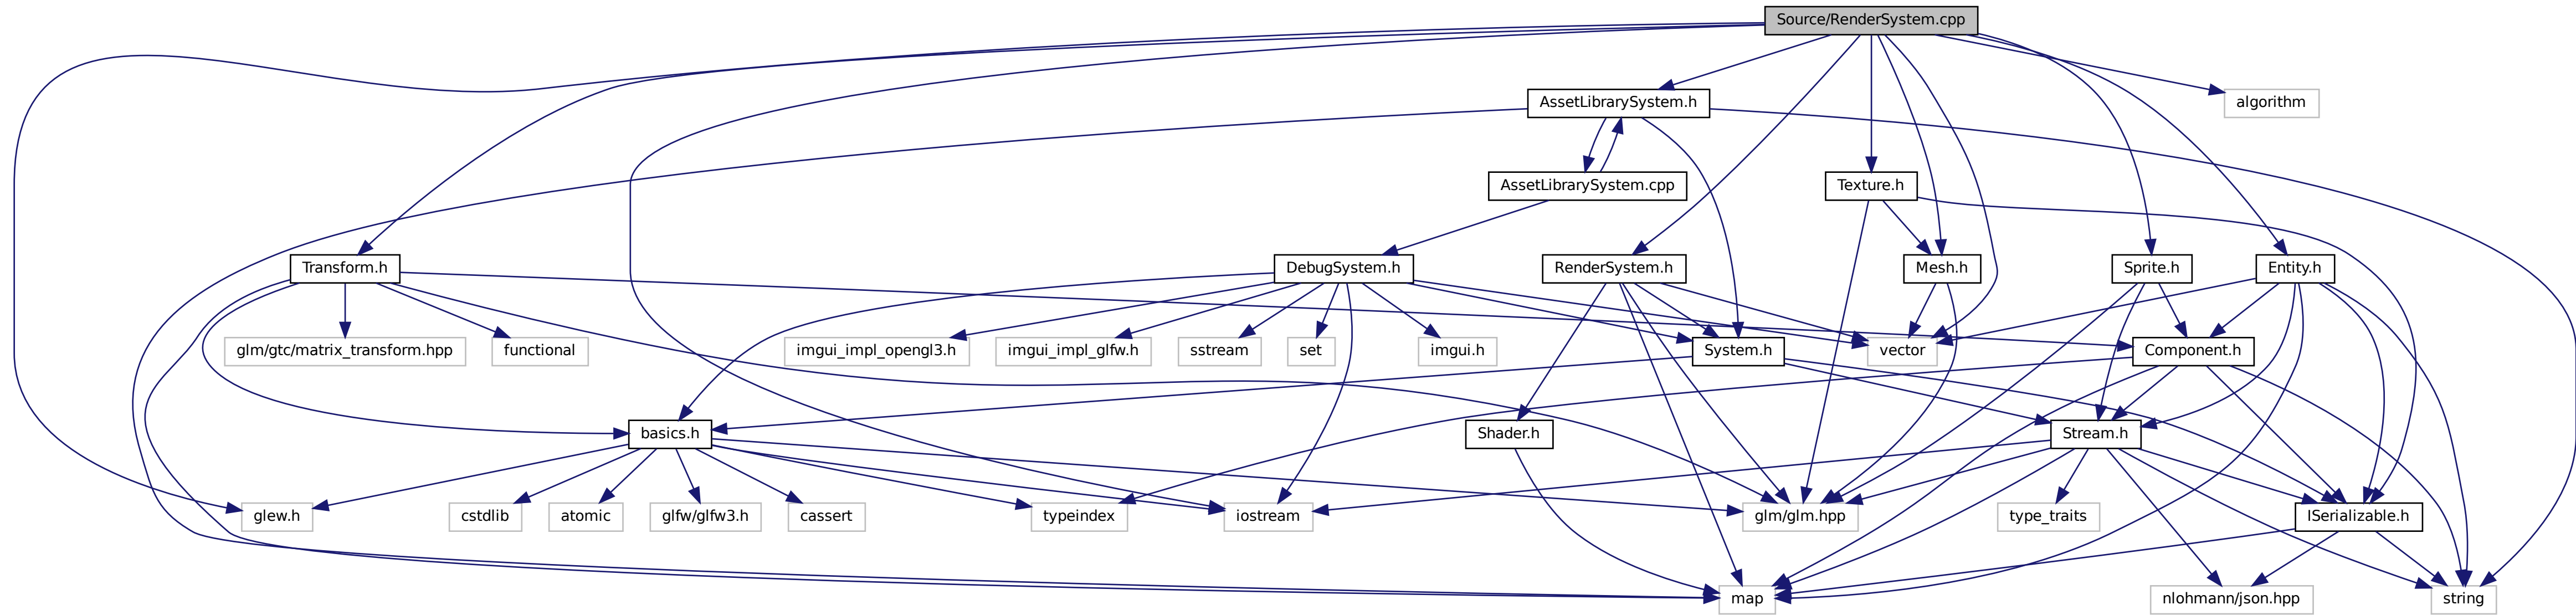 Source/RenderSystem.cpp
AssetLibrarySystem.h
algorithm
AssetLibrarySystem.cpp
Texture.h
Transform.h
DebugSystem.h
RenderSystem.h
Mesh.h
Sprite.h
Entity.h
glm/gtc/matrix_transform.hpp
functional
imgui_impl_opengl3.h
imgui_impl_glfw.h
sstream
set
imgui.h
System.h
vector
Component.h
basics.h
Shader.h
Stream.h
glew.h
cstdlib
atomic
glfw/glfw3.h
cassert
typeindex
iostream
glm/glm.hpp
type_traits
ISerializable.h
map
nlohmann/json.hpp
string